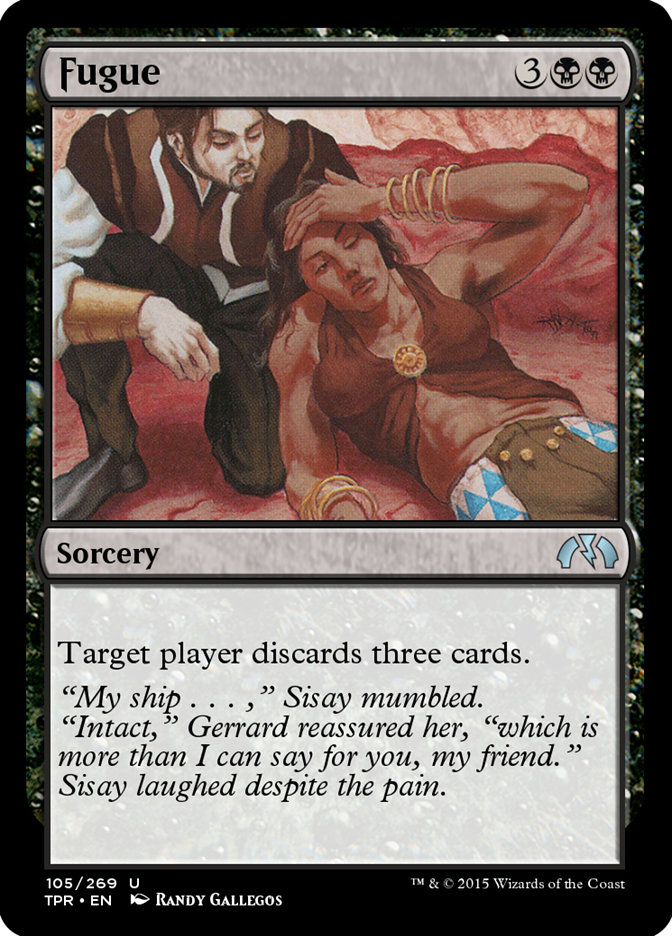 Fugue 3
Sorcery
Target player discards three cards.
“My ship . . . ,” Sisay mumbled.
“Intact,” Gerrard reassured her, “which is
more than I can say for you, my friend.”
Sisay laughed despite the pain.
105/269 U
TPR • EN RANDY GALLEGOS
™ & © 2015 Wizards of the Coast